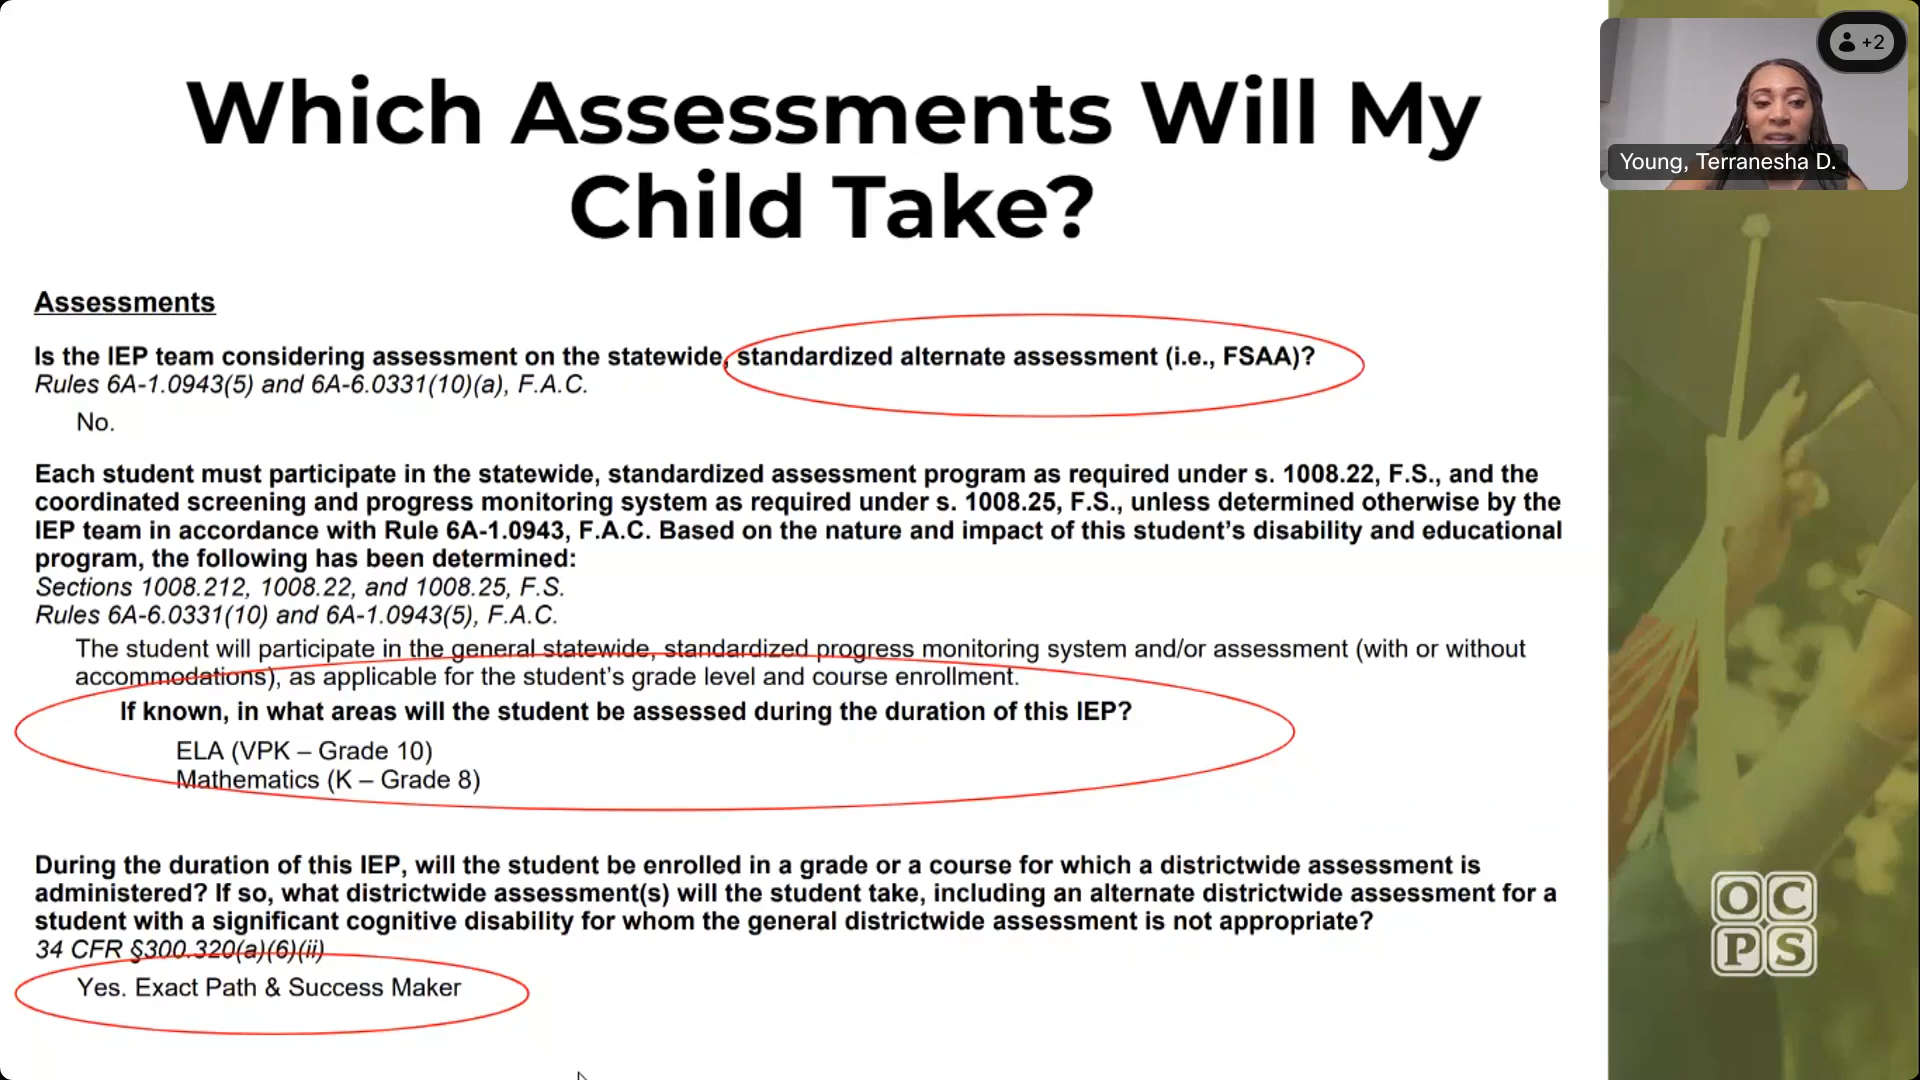 Which Assessments Will My
Child Take?
+2
Young, Terranesha D.
Assessments
Is the IEP team considering assessment on the statewide, standardized alternate assessment (i.e., FSAA)?
Rules 6A-1.0943(5) and 6A-6.0331(10)(a), F.A.C.
No.
Each student must participate in the statewide, standardized assessment program as required under s. 1008.22, F.S., and the
coordinated screening and progress monitoring system as required under s. 1008.25, F.S., unless determined otherwise by the
IEP team in accordance with Rule 6A-1.0943, F.A.C. Based on the nature and impact of this student’s disability and educational
program, the following has been determined:
Sections 1008.212, 1008.22, and 1008.25, F.S.
Rules 6A-6.0331(10) and 6A-1.0943(5), F.A.C.
The student will participate in the general statewide, standardized progress monitoring system and/or assessment (with or without
accommodations), as applicable for the student’s grade level and course enrollment.
If known, in what areas will the student be assessed during the duration of this IEP?
ELA (VPK – Grade 10)
Mathematics (K – Grade 8)
During the duration of this IEP, will the student be enrolled in a grade or a course for which a districtwide assessment is
administered? If so, what districtwide assessment(s) will the student take, including an alternate districtwide assessment for a
student with a significant cognitive disability for whom the general districtwide assessment is not appropriate?
34 CFR §300.320(a)(6)(ii)
Yes. Exact Path & Success Maker
OC
PS